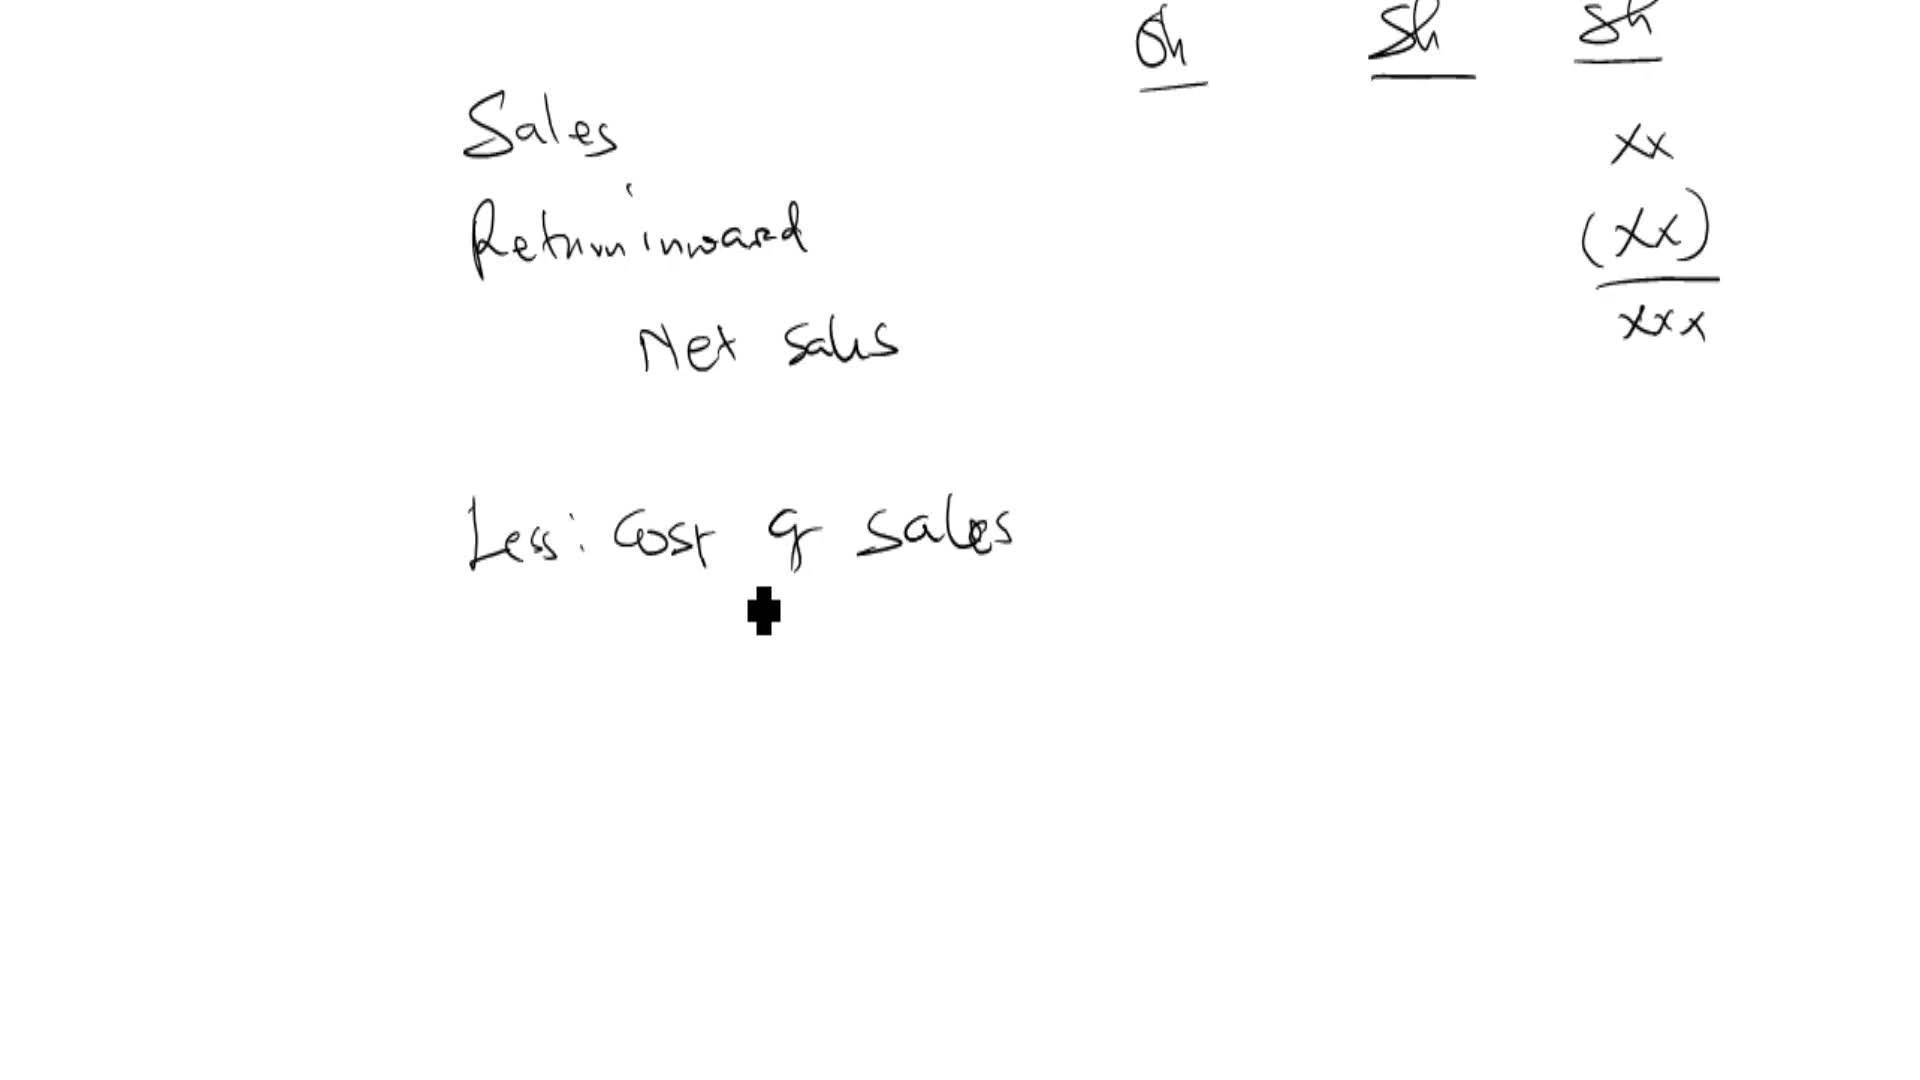 Sh Sh Sh
Sales xx
Return inward (xx)
Net sales xxx
Less: Cost of sales